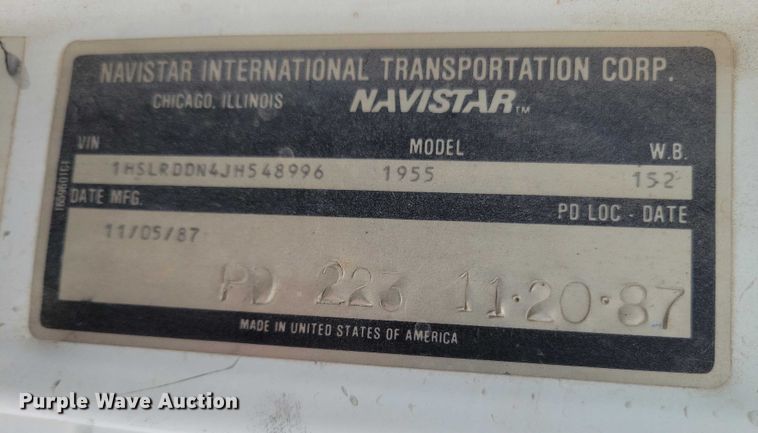 NAVISTAR INTERNATIONAL TRANSPORTATION CORP.
CHICAGO, ILLINOIS NAVISTAR™
VIN MODEL W.B.
1HSLRDDN4JH548996 1955 152
DATE MFG. PD LOC - DATE
11/05/87
PD 223 11·20·87
MADE IN UNITED STATES OF AMERICA
Purple Wave Auction